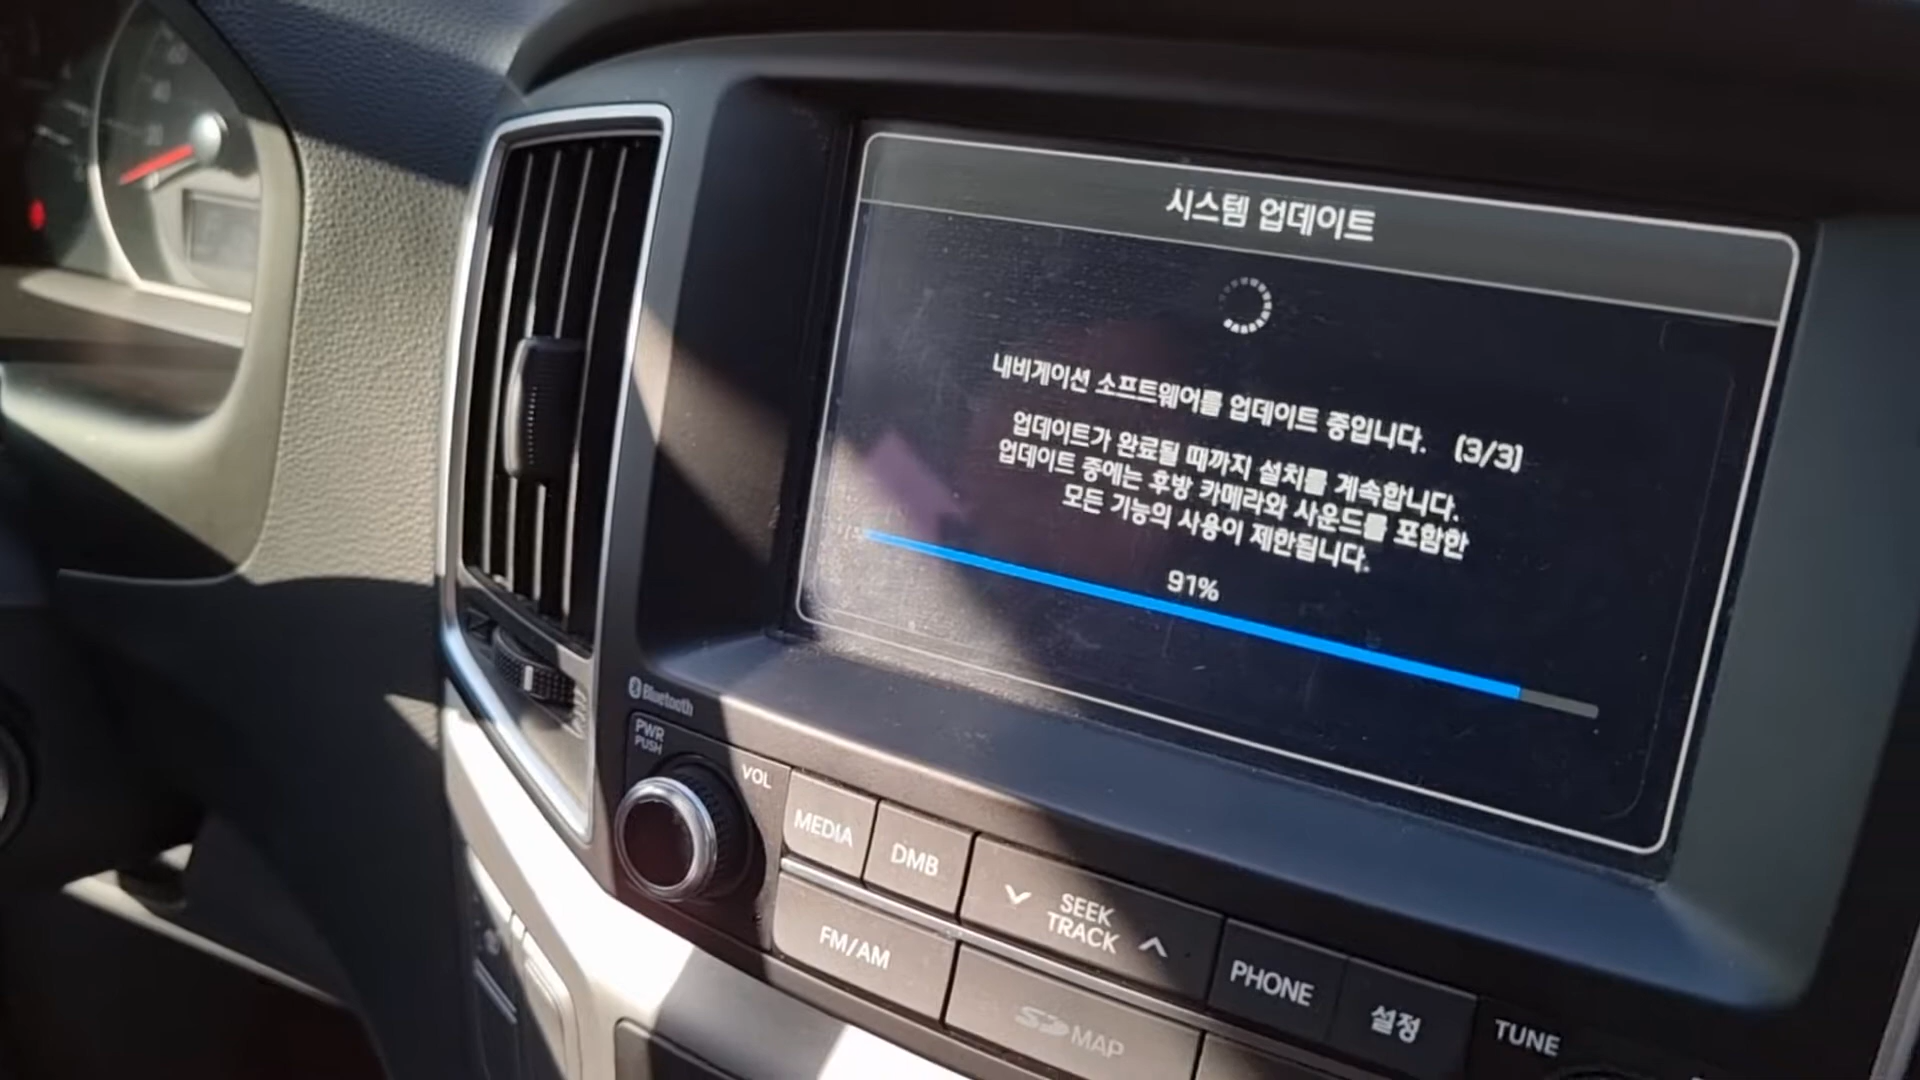 시스템 업데이트
내비게이션 소프트웨어를 업데이트 중입니다. (3/3)
업데이트가 완료될 때까지 설치를 계속합니다.
업데이트 중에는 후방 카메라와 사운드를 포함한
모든 기능의 사용이 제한됩니다.
91%
Bluetooth
PWR
PUSH
VOL
MEDIA
DMB
SEEK
TRACK
FM/AM
SD MAP
PHONE
설정
TUNE